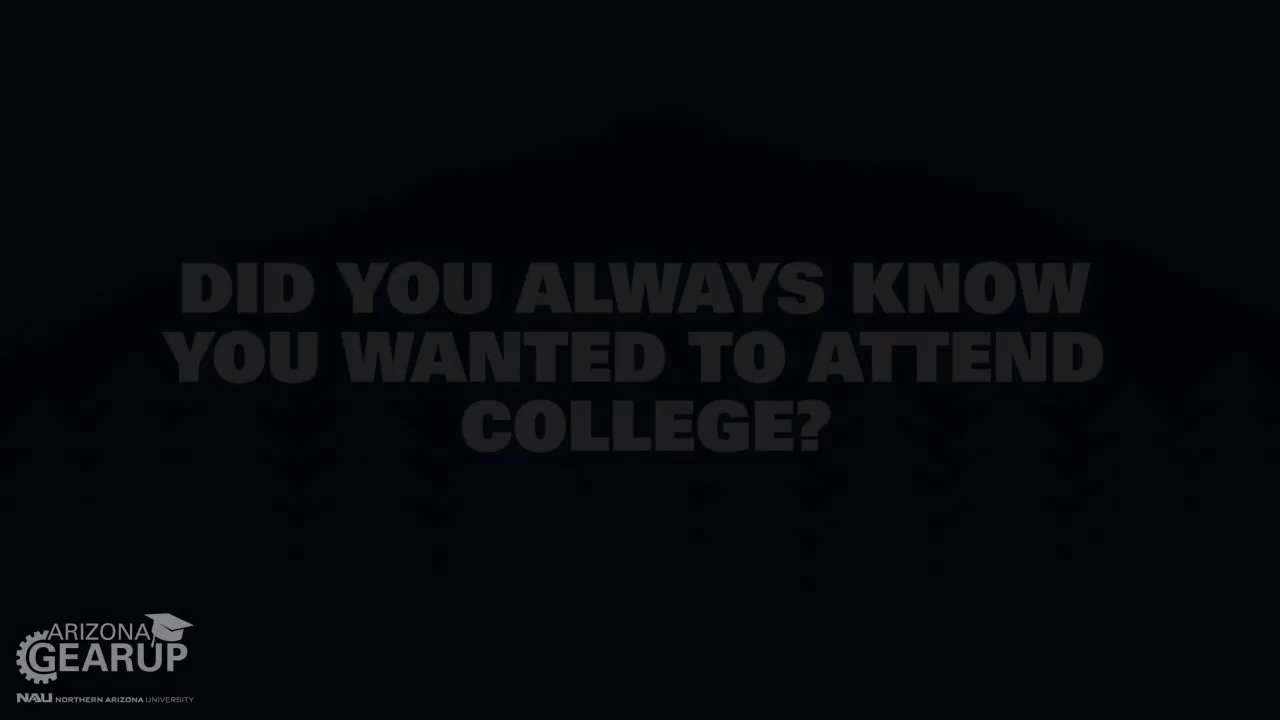 DID YOU ALWAYS KNOW
YOU WANTED TO ATTEND
COLLEGE?
ARIZONA
GEARUP
NAU NORTHERN ARIZONA UNIVERSITY